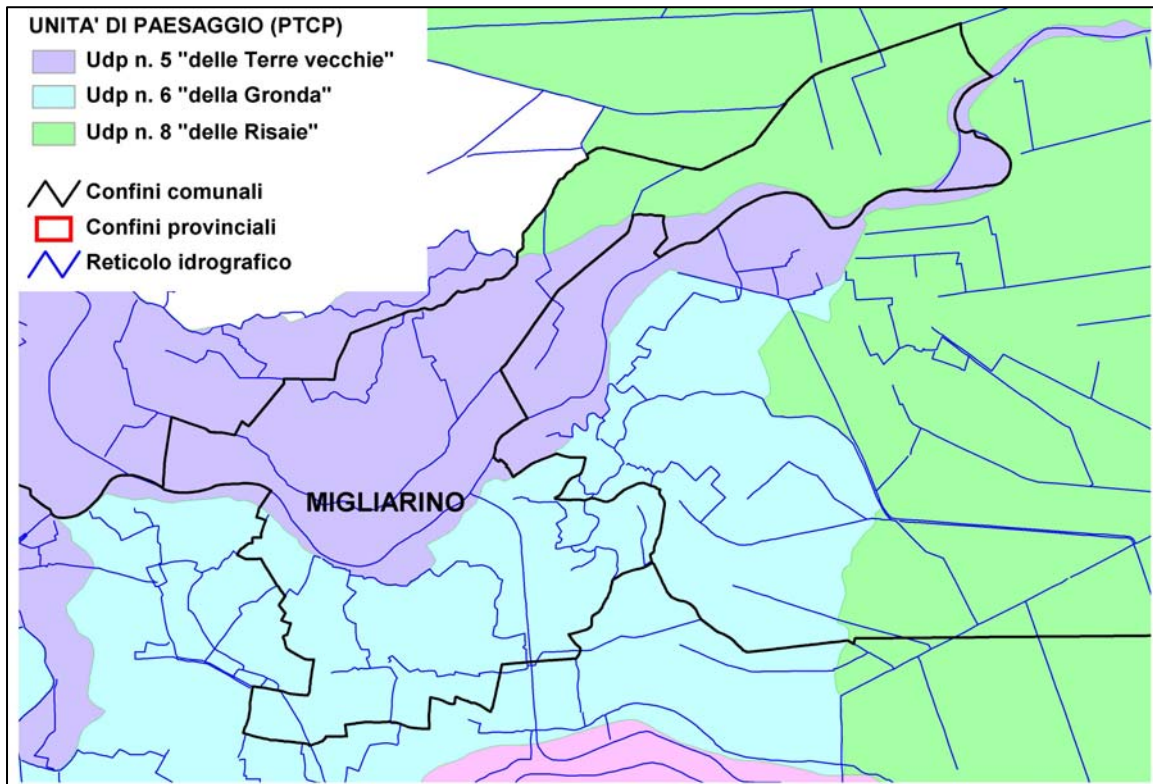 UNITA' DI PAESAGGIO (PTCP)
Udp n. 5 "delle Terre vecchie"
Udp n. 6 "della Gronda"
Udp n. 8 "delle Risaie"
Confini comunali
Confini provinciali
Reticolo idrografico
MIGLIARINO